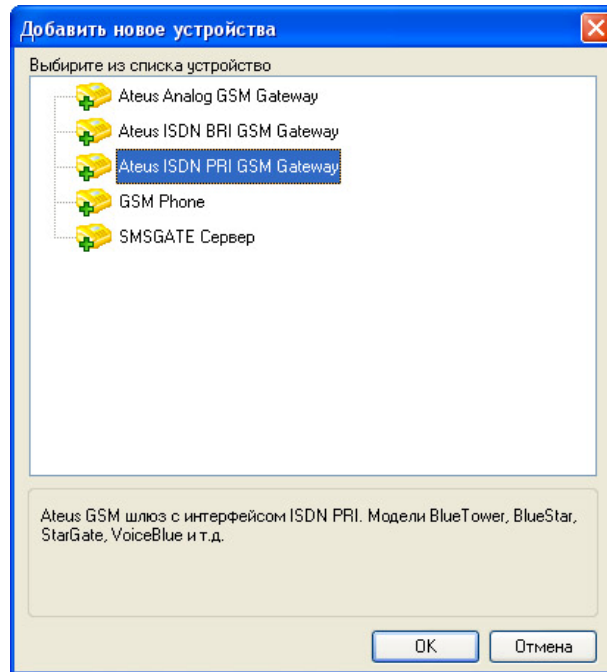 Добавить новое устройства
Выбирите из списка устройство
Ateus Analog GSM Gateway
Ateus ISDN BRI GSM Gateway
Ateus ISDN PRI GSM Gateway
GSM Phone
SMSGATE Сервер
Ateus GSM шлюз с интерфейсом ISDN PRI. Модели BlueTower, BlueStar,
StarGate, VoiceBlue и т.д.
OK
Отмена